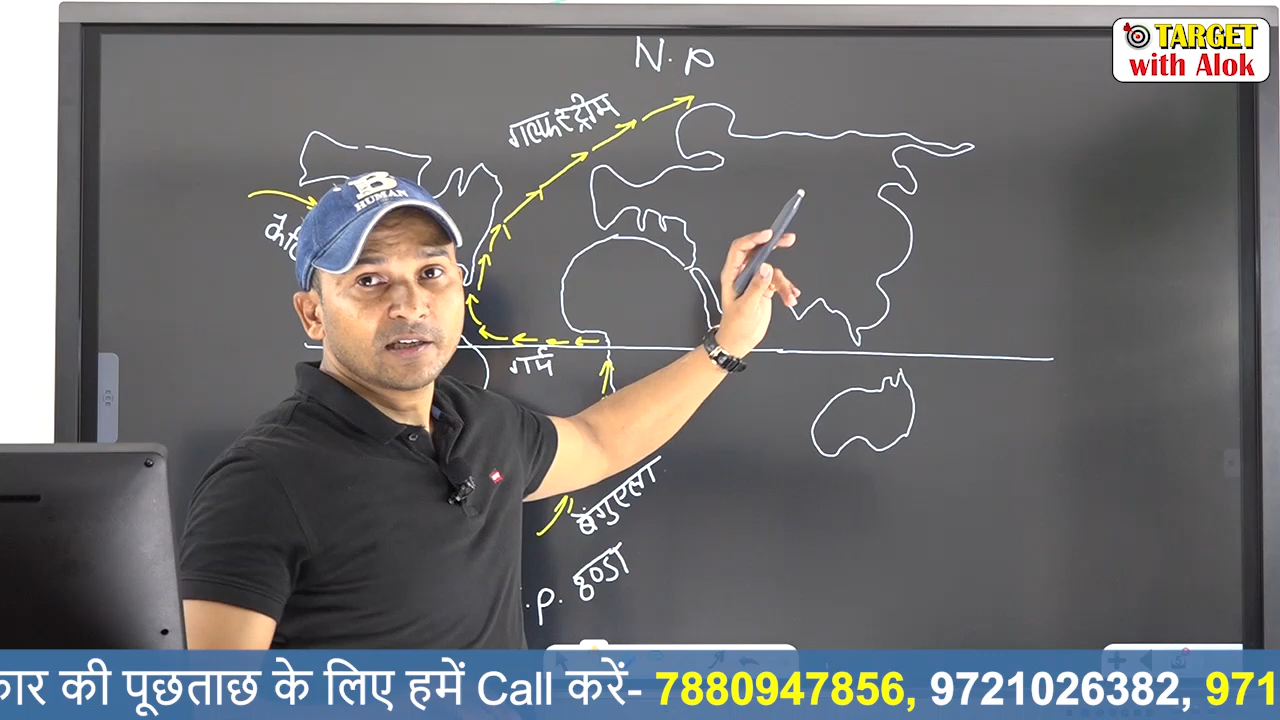 TARGET
with Alok
N.P
गल्फस्ट्रीम
B
HUMAN
गर्म
बेंगुएला
.P. ठण्डा
कार की पूछताछ के लिए हमें Call करें- 7880947856, 9721026382, 971